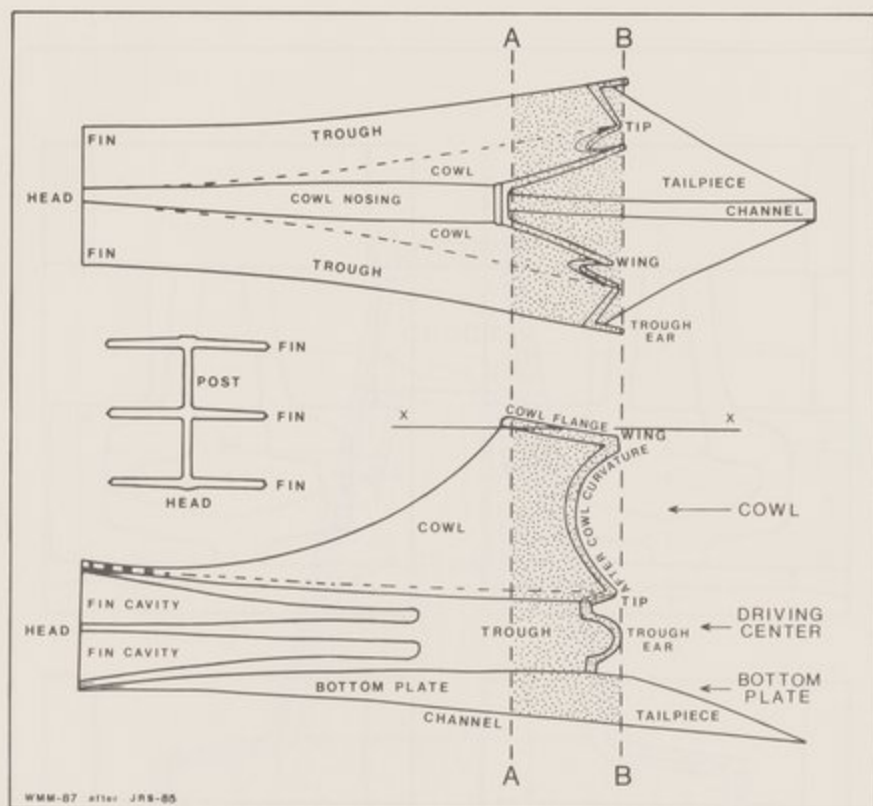 A B
FIN
TROUGH
TIP
COWL
TAILPIECE
HEAD
COWL NOSING
CHANNEL
COWL
FIN
WING
TROUGH
TROUGH
EAR
FIN
POST
FIN
FIN
HEAD
X X
COWL FLANGE
WING
COWL
AFTER COWL CURVATURE
COWL
FIN CAVITY
TIP
HEAD
TROUGH
TROUGH
EAR
DRIVING
CENTER
FIN CAVITY
BOTTOM PLATE
BOTTOM
PLATE
CHANNEL
TAILPIECE
A B
WMM-87 after JRS-85